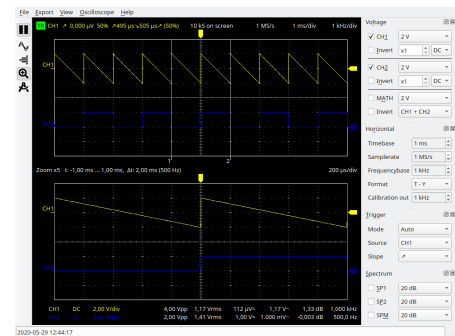 File Export View Oscilloscope Help
CH1 ↗ 0,000 µV 50% ↗495 µs↘505 µs↗ (50%) 10 kS on screen 1 MS/s 1 ms/div 1 kHz/div
CH1
1 2
Zoom x5 t: -1,00 ms ... 1,00 ms, Δt: 2,00 ms (500 Hz) 200 µs/div
CH1
CH1 DC 2,00 V/div 4,00 Vpp 1,17 Vrms 112 µV= 1,17 V~ 1,33 dB 1,000 kHz
2,00 Vpp 1,41 Vrms 1,00 V= 1.000 mV~ -0,003 dB 500,0 Hz
Voltage
CH1 2 V
Invert x1 DC
CH2 2 V
Invert x1 DC
MATH 2 V
Invert CH1 + CH2
Horizontal
Timebase 1 ms
Samplerate 1 MS/s
Frequencybase 1 kHz
Format T - Y
Calibration out 1 kHz
Trigger
Mode Auto
Source CH1
Slope ↗
Spectrum
SP1 20 dB
SP2 20 dB
SPM 20 dB
2020-05-29 12:44:17